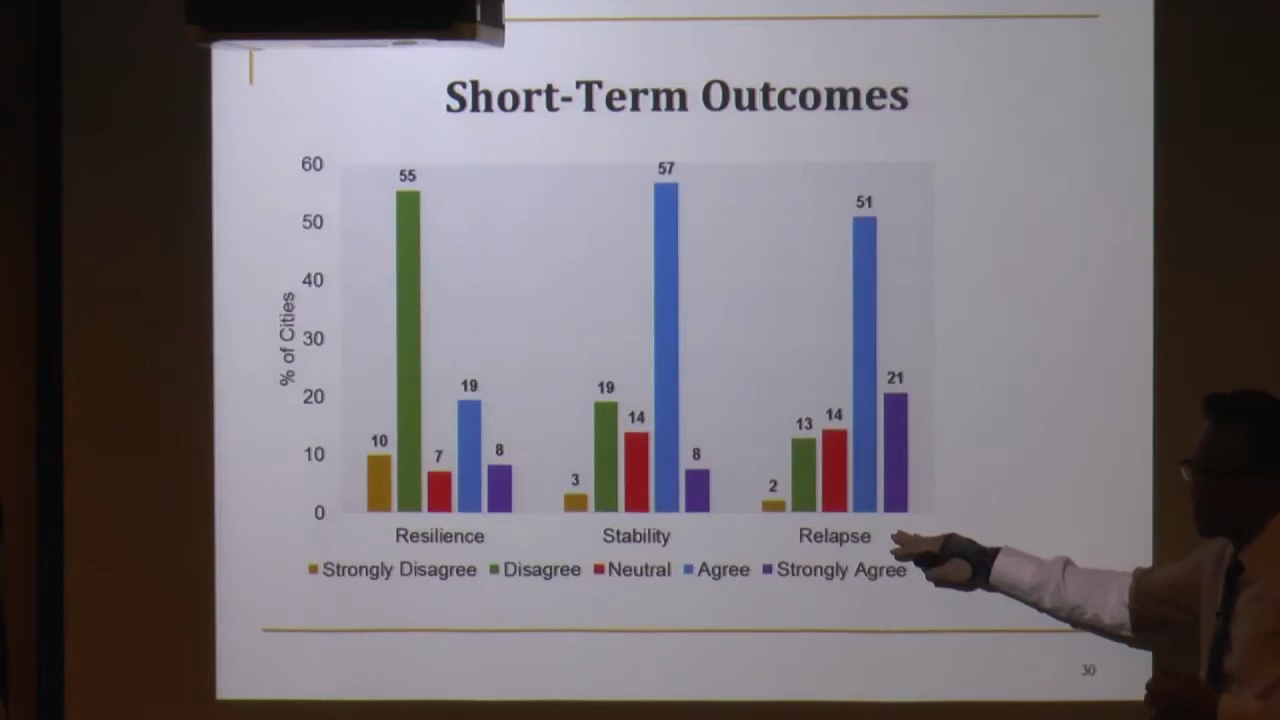 Short-Term Outcomes
60
50
40
30
20
10
0
% of Cities
10
55
7
19
8
3
19
14
57
8
2
13
14
51
21
Resilience
Stability
Relapse
Strongly Disagree
Disagree
Neutral
Agree
Strongly Agree
30